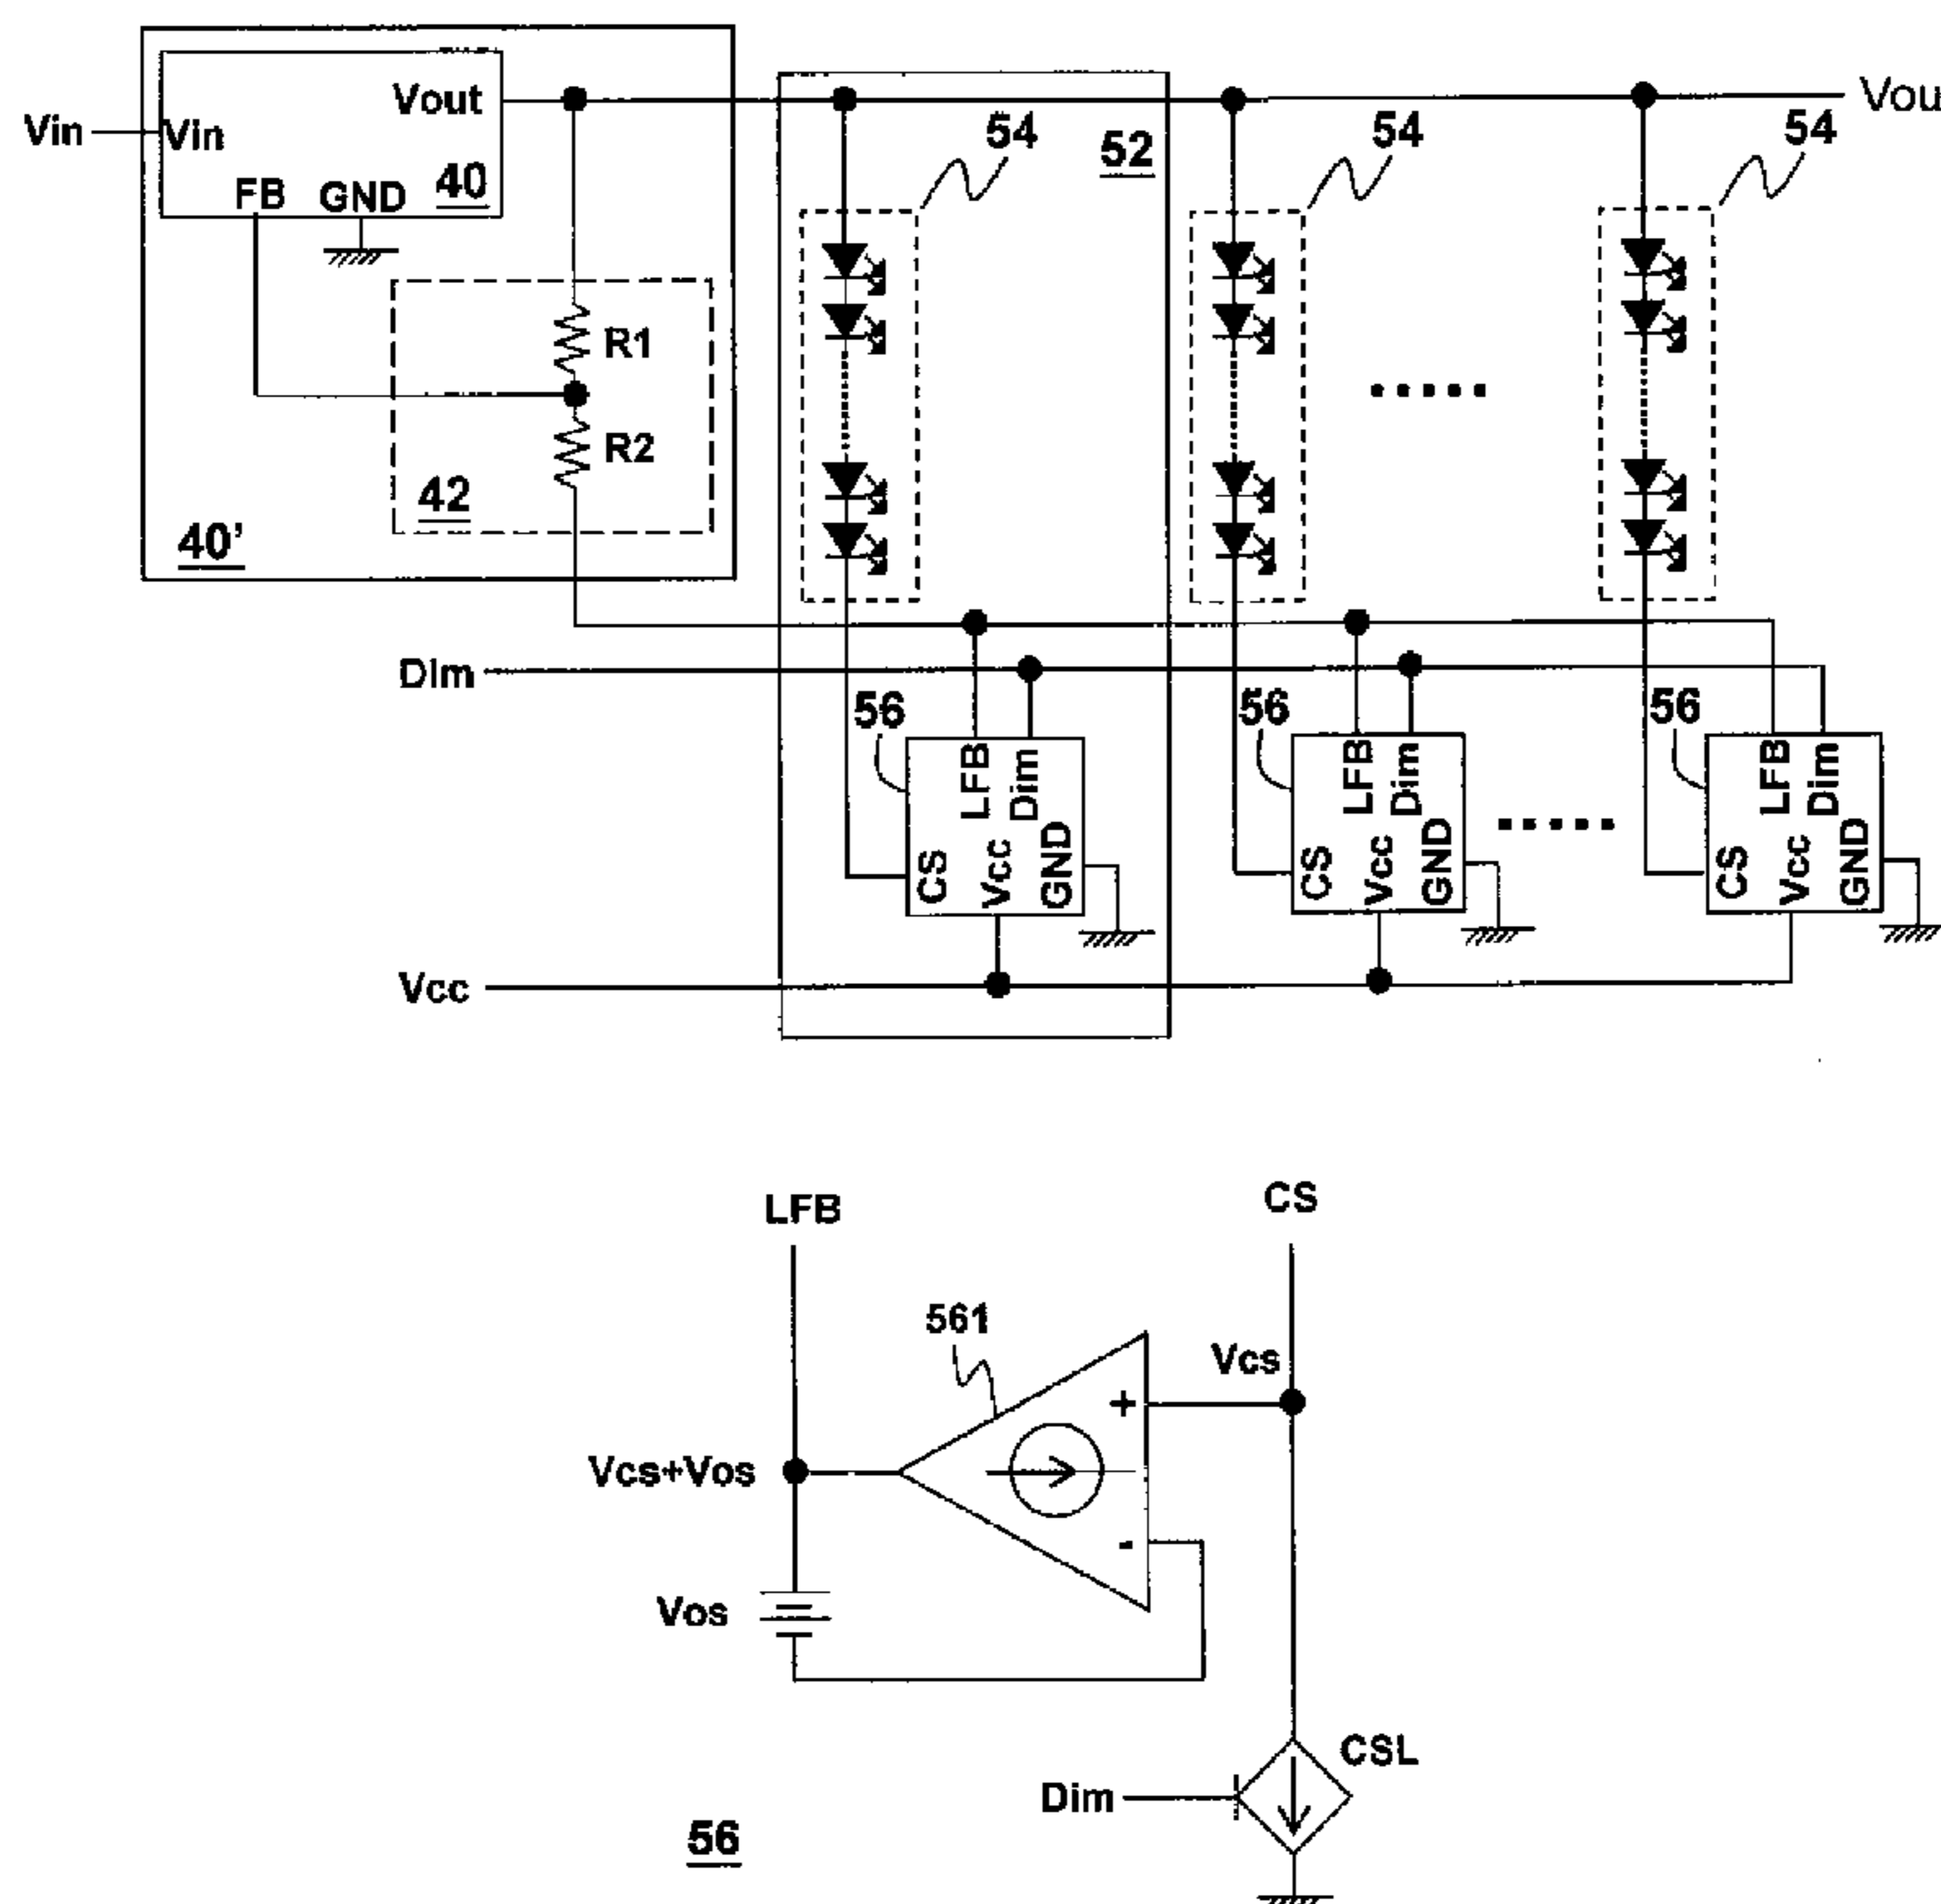 Vin
Vin
Vout
FB
GND
40
R1
R2
42
40'
52
54
54
54
Vou
Dim
Vcc
56
LFB
Dim
CS
Vcc
GND
56
LFB
Dim
CS
Vcc
GND
56
LFB
Dim
CS
Vcc
GND
LFB
CS
561
Vcs
+
-
Vcs+Vos
Vos
CSL
Dim
56